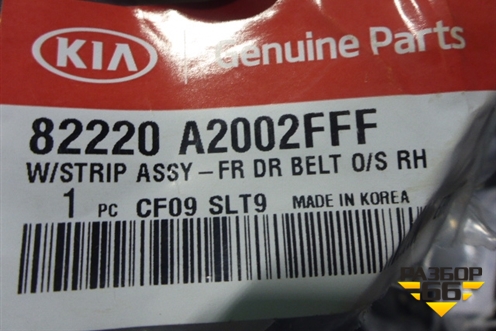 KIA Genuine Parts
82220 A2002FFF
W/STRIP ASSY-FR DR BELT O/S RH
1 PC CF09 SLT9 MADE IN KOREA
РАЗБОР
66